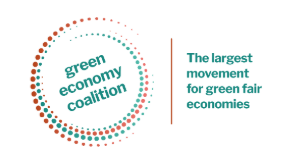 green
economy
coalition
The largest
movement
for green fair
economies